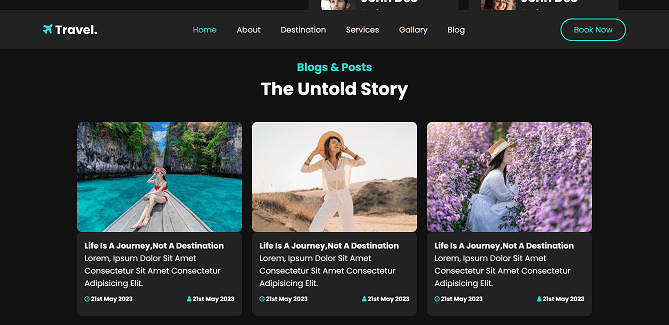 John Doe
Travel.
Home
About
Destination
Services
Gallary
Blog
Book Now
Blogs & Posts
The Untold Story
Life Is A Journey,Not A Destination
Lorem, Ipsum Dolor Sit Amet
Consectetur Sit Amet Consectetur
Adipisicing Elit.
21st May 2023
21st May 2023
Life Is A Journey,Not A Destination
Lorem, Ipsum Dolor Sit Amet
Consectetur Sit Amet Consectetur
Adipisicing Elit.
21st May 2023
21st May 2023
Life Is A Journey,Not A Destination
Lorem, Ipsum Dolor Sit Amet
Consectetur Sit Amet Consectetur
Adipisicing Elit.
21st May 2023
21st May 2023